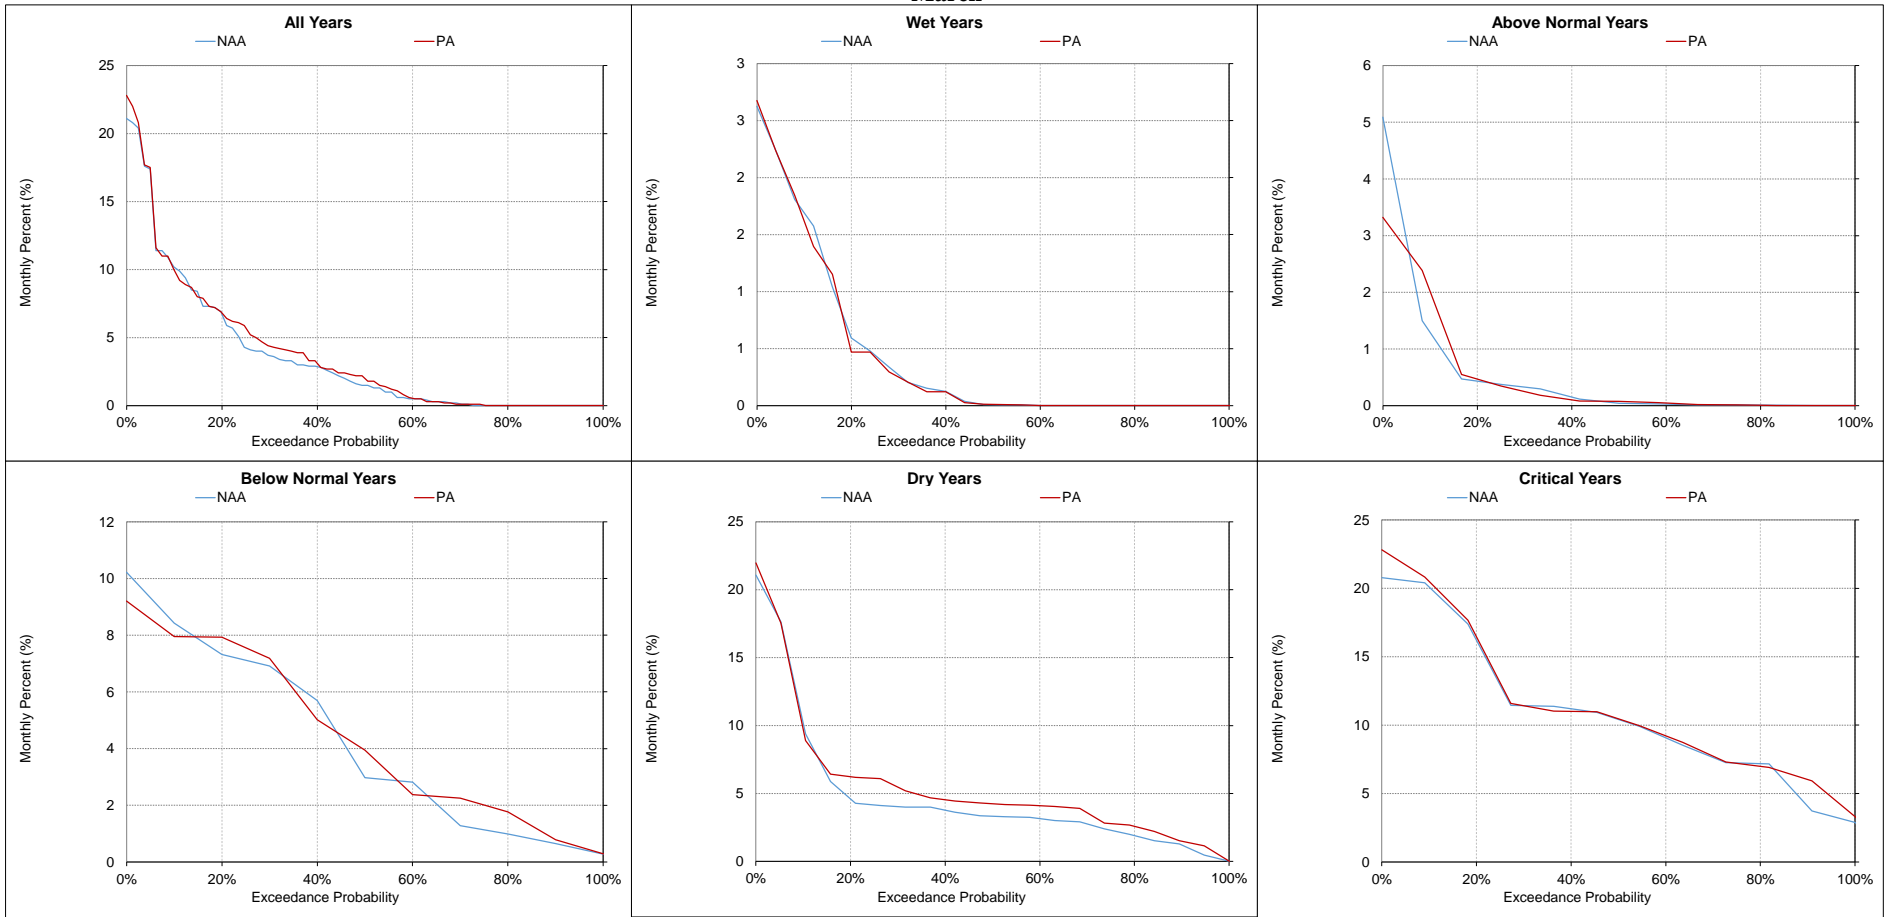 All Years
NAA PA
25
20
15
10
5
0
0% 20% 40% 60% 80% 100%
Monthly Percent (%)
Exceedance Probability
Wet Years
NAA PA
3
3
2
2
1
1
0
0% 20% 40% 60% 80% 100%
Monthly Percent (%)
Exceedance Probability
Above Normal Years
NAA PA
6
5
4
3
2
1
0
0% 20% 40% 60% 80% 100%
Monthly Percent (%)
Exceedance Probability
Below Normal Years
NAA PA
12
10
8
6
4
2
0
0% 20% 40% 60% 80% 100%
Monthly Percent (%)
Exceedance Probability
Dry Years
NAA PA
25
20
15
10
5
0
0% 20% 40% 60% 80% 100%
Monthly Percent (%)
Exceedance Probability
Critical Years
NAA PA
25
20
15
10
5
0
0% 20% 40% 60% 80% 100%
Monthly Percent (%)
Exceedance Probability